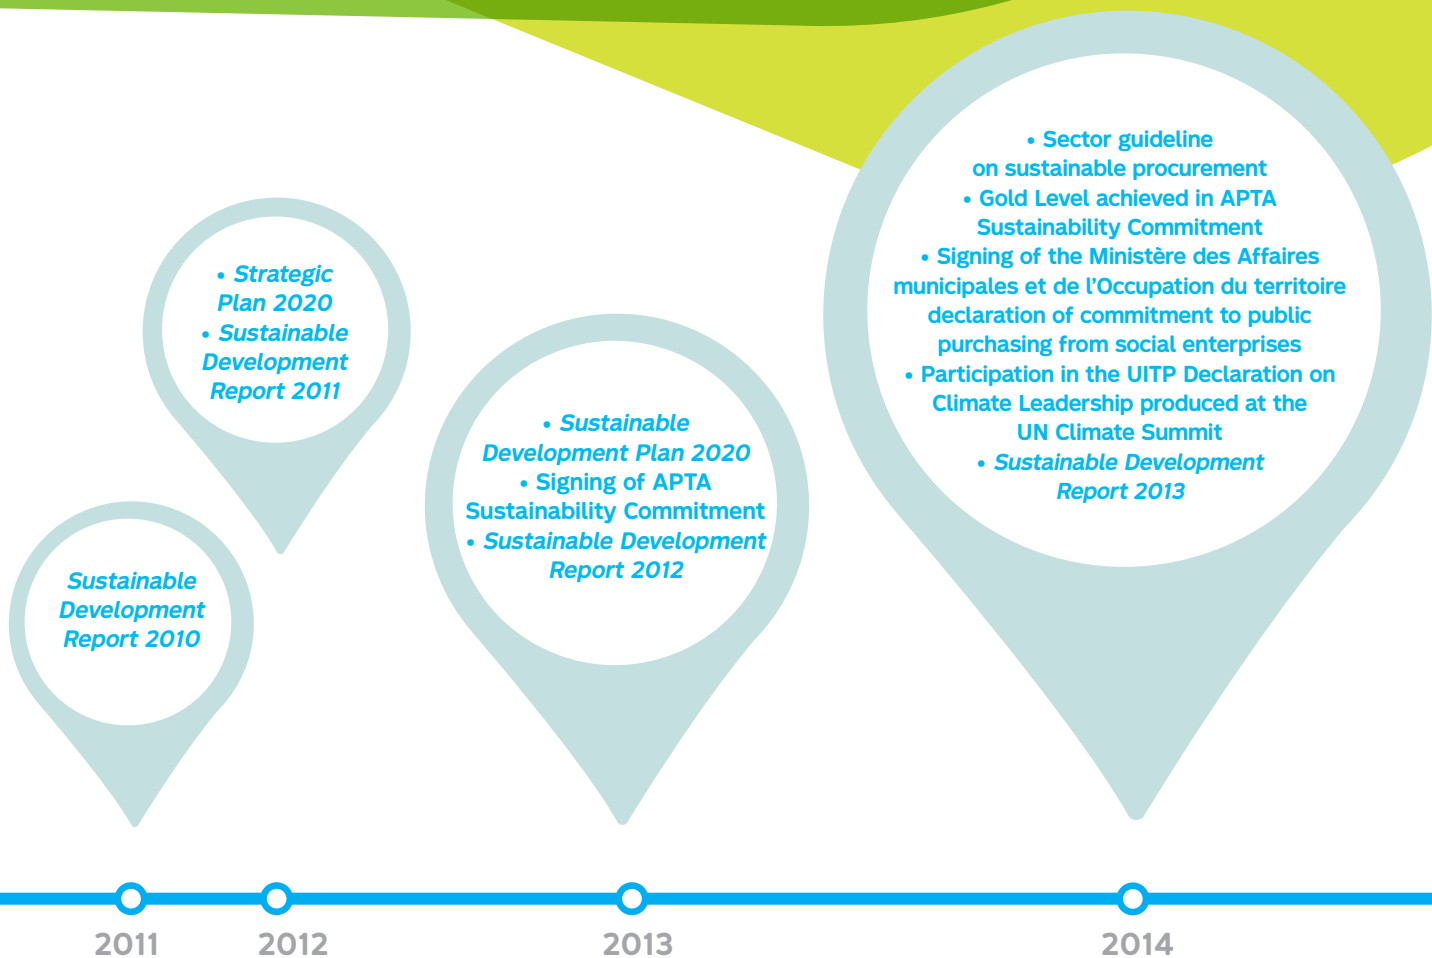 Sustainable
Development
Report 2010
• Strategic
Plan 2020
• Sustainable
Development
Report 2011
• Sustainable
Development Plan 2020
• Signing of APTA
Sustainability Commitment
• Sustainable Development
Report 2012
• Sector guideline
on sustainable procurement
• Gold Level achieved in APTA
Sustainability Commitment
• Signing of the Ministère des Affaires
municipales et de l’Occupation du territoire
declaration of commitment to public
purchasing from social enterprises
• Participation in the UITP Declaration on
Climate Leadership produced at the
UN Climate Summit
• Sustainable Development
Report 2013
2011
2012
2013
2014